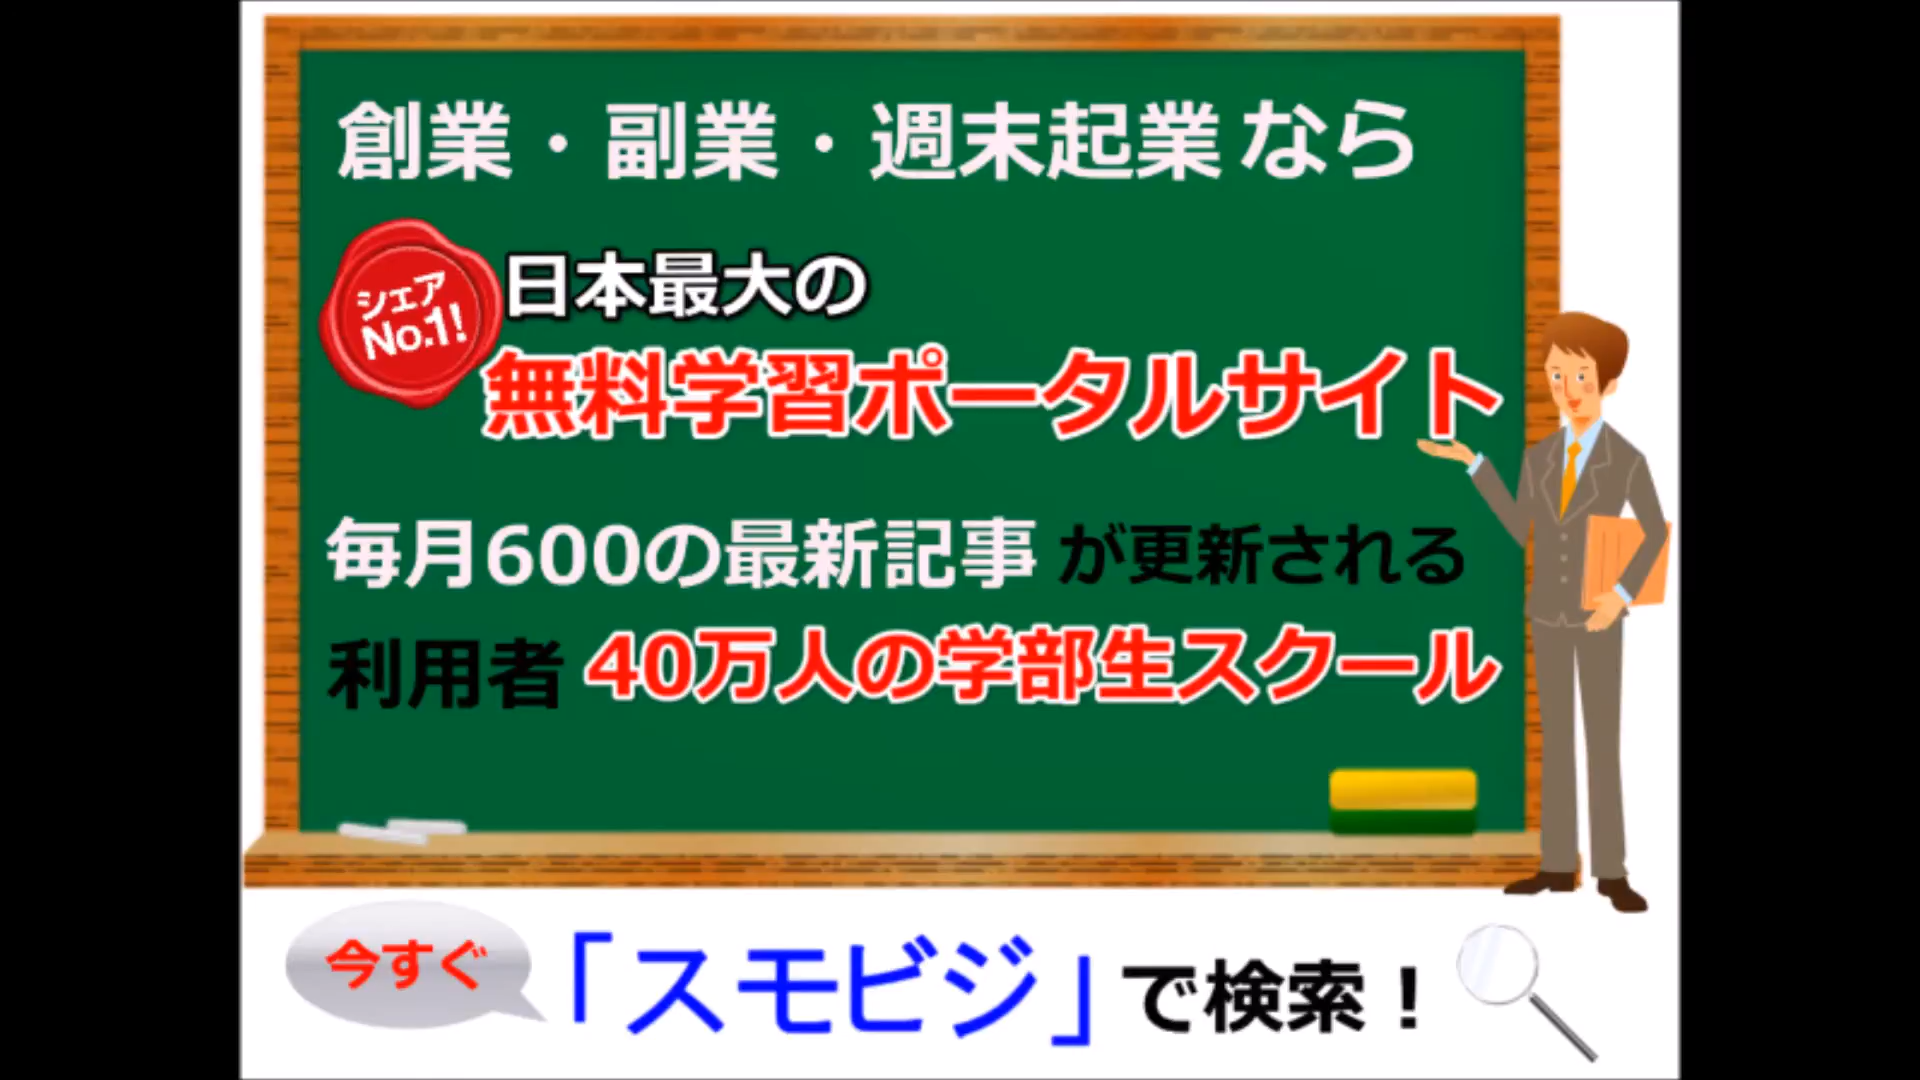 創業・副業・週末起業なら
シェア
No.1!
日本最大の
無料学習ポータルサイト
毎月600の最新記事が更新される
利用者40万人の学部生スクール
今すぐ
「スモビジ」で検索！